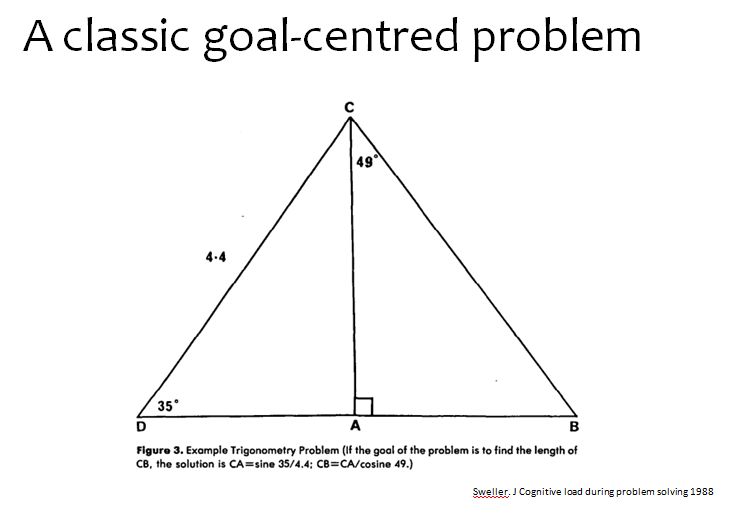 A classic goal-centred problem
C
49°
4·4
35°
D
A
B
Figure 3. Example Trigonometry Problem (If the goal of the problem is to find the length of
CB, the solution is CA=sine 35/4.4; CB=CA/cosine 49.)
Sweller, J Cognitive load during problem solving 1988